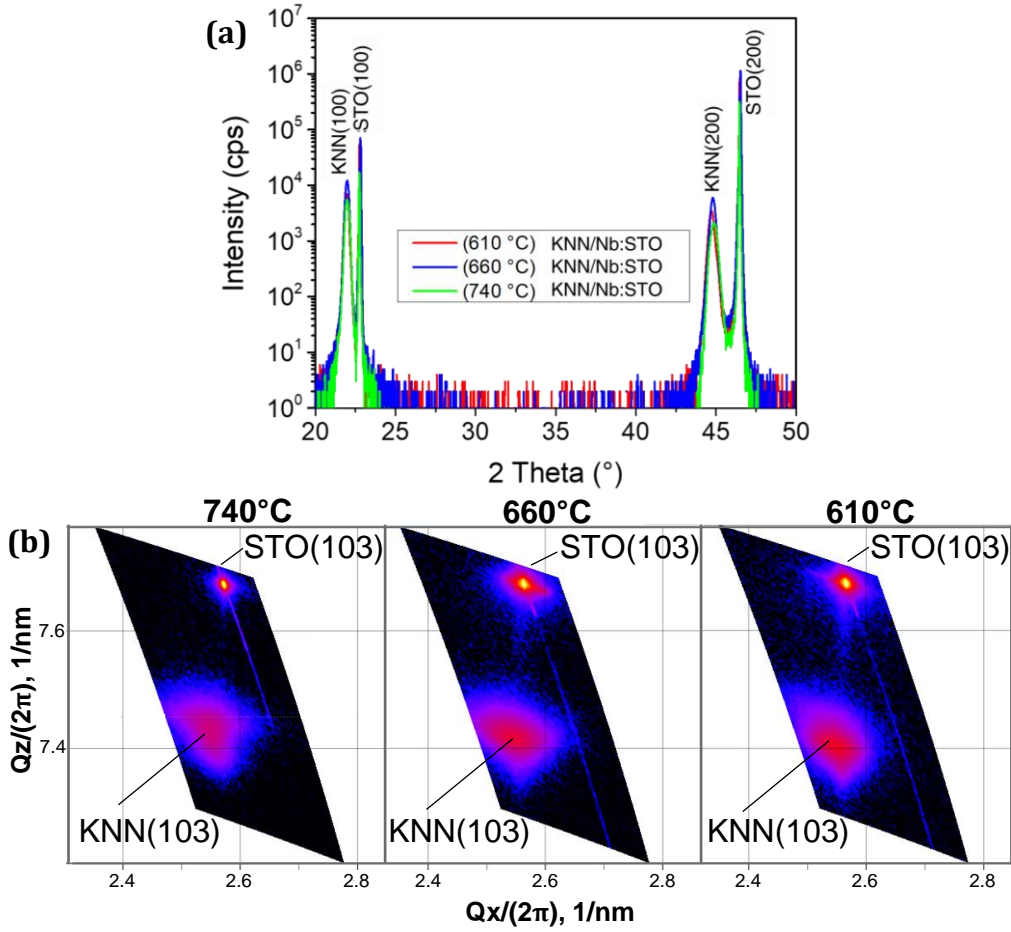 (a)
Intensity (cps)
10⁷
10⁶
10⁵
10⁴
10³
10²
10¹
10⁰
KNN(100)
STO(100)
KNN(200)
STO(200)
(610 °C) KNN/Nb:STO
(660 °C) KNN/Nb:STO
(740 °C) KNN/Nb:STO
20 25 30 35 40 45 50
2 Theta (°)
(b)
740°C 660°C 610°C
STO(103) STO(103) STO(103)
Qz/(2π), 1/nm
7.6
7.4
KNN(103) KNN(103) KNN(103)
2.4 2.6 2.8 2.4 2.6 2.8 2.4 2.6 2.8
Qx/(2π), 1/nm